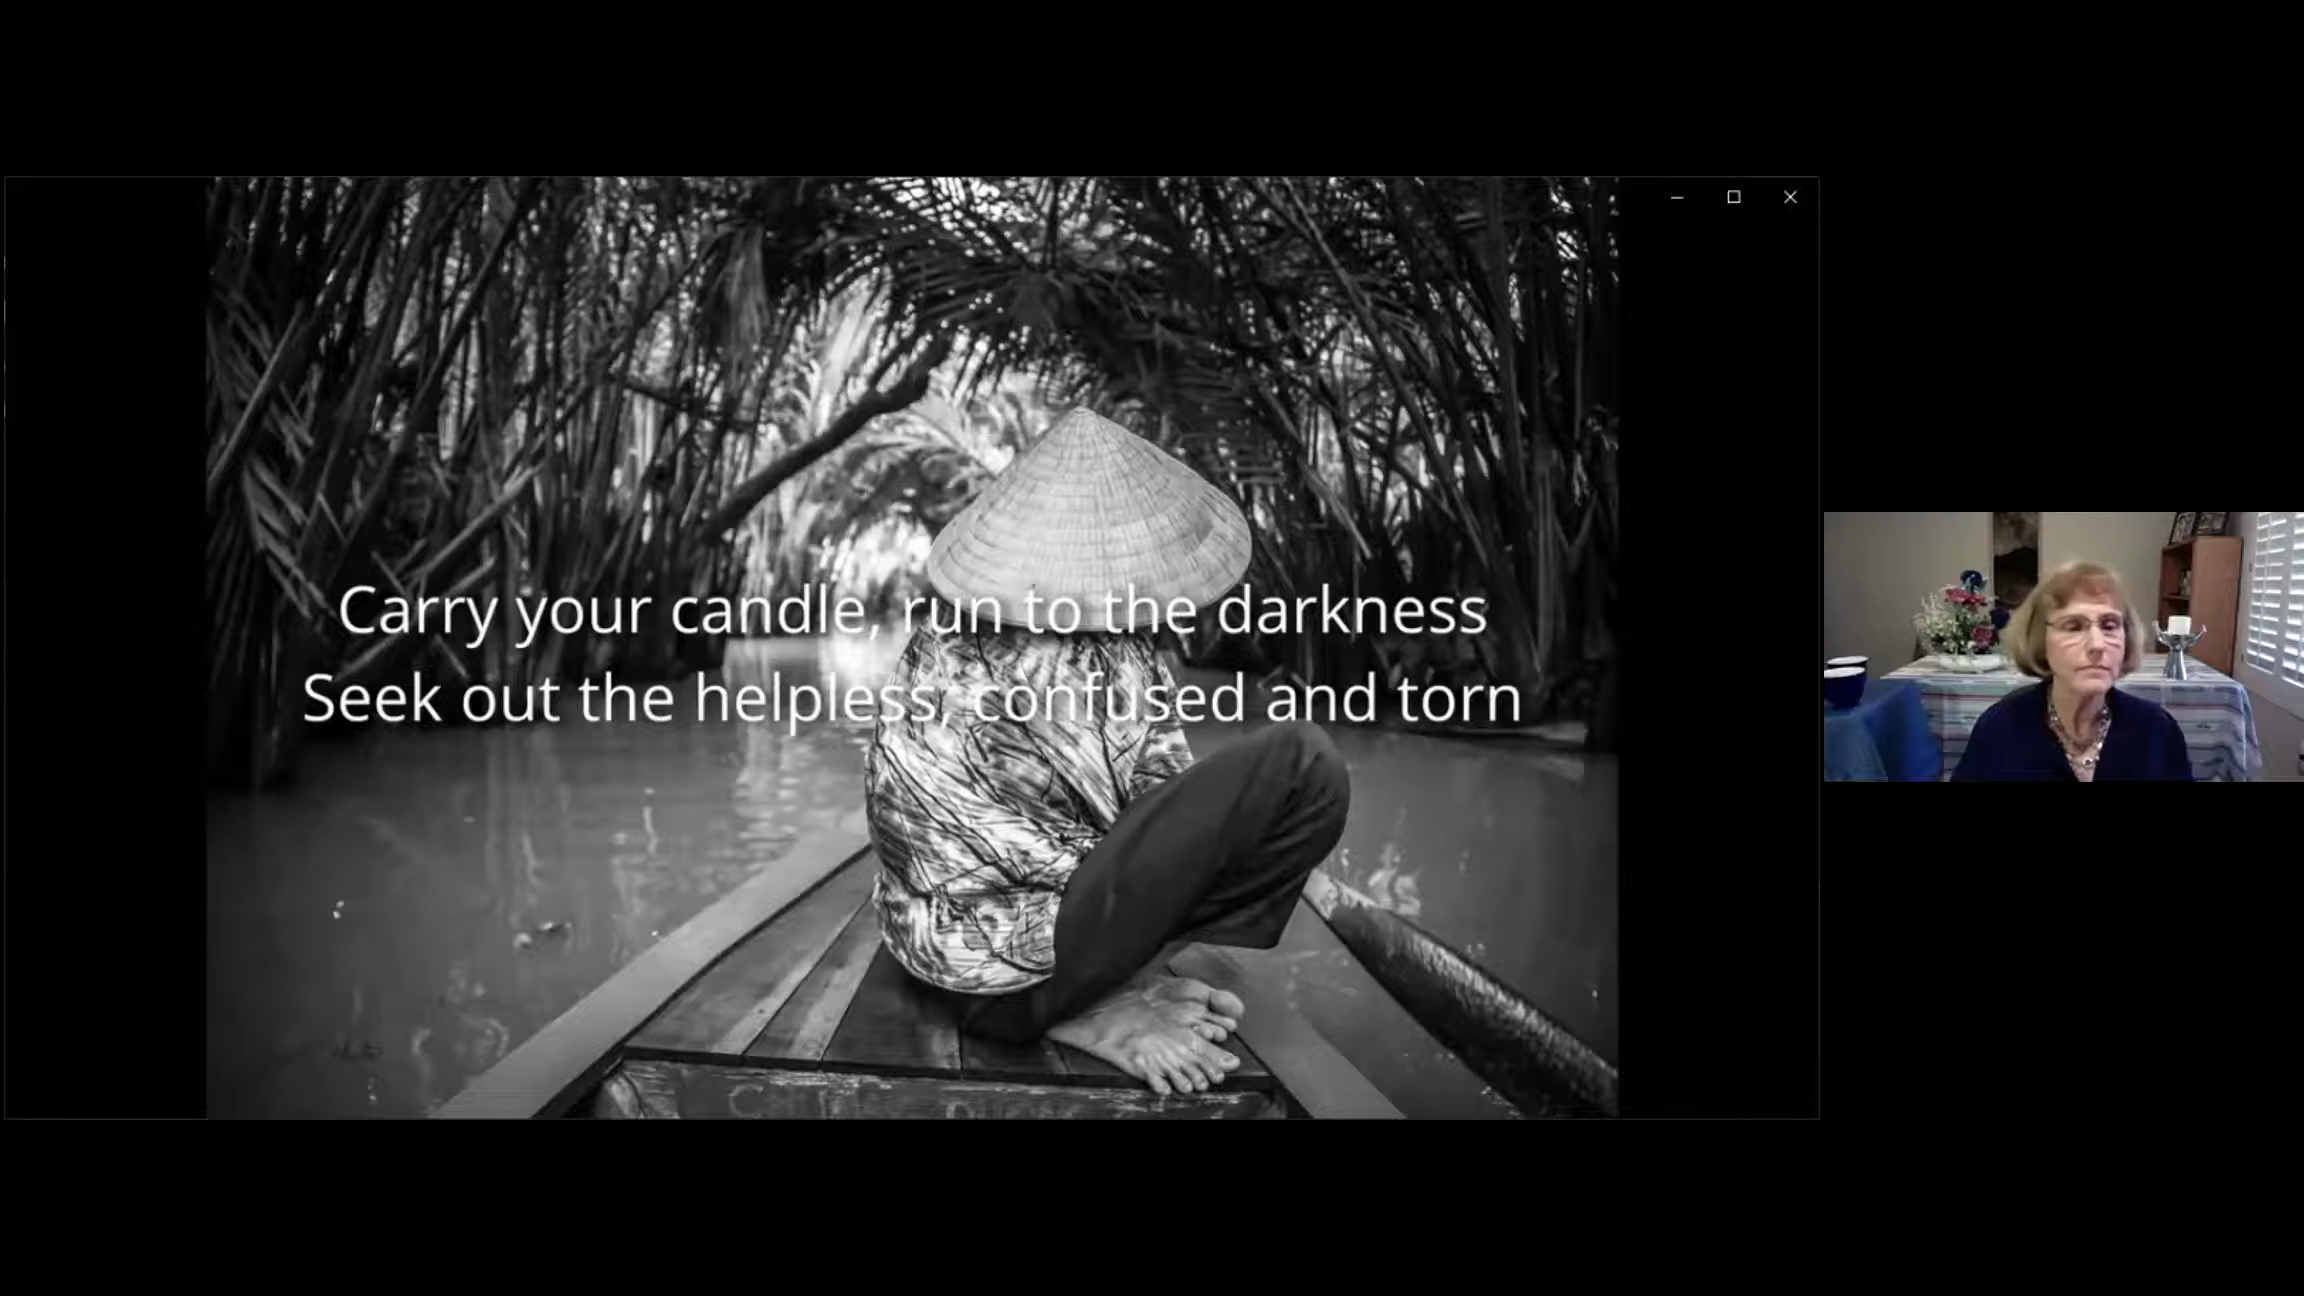 Carry your candle, run to the darkness
Seek out the helpless, confused and torn